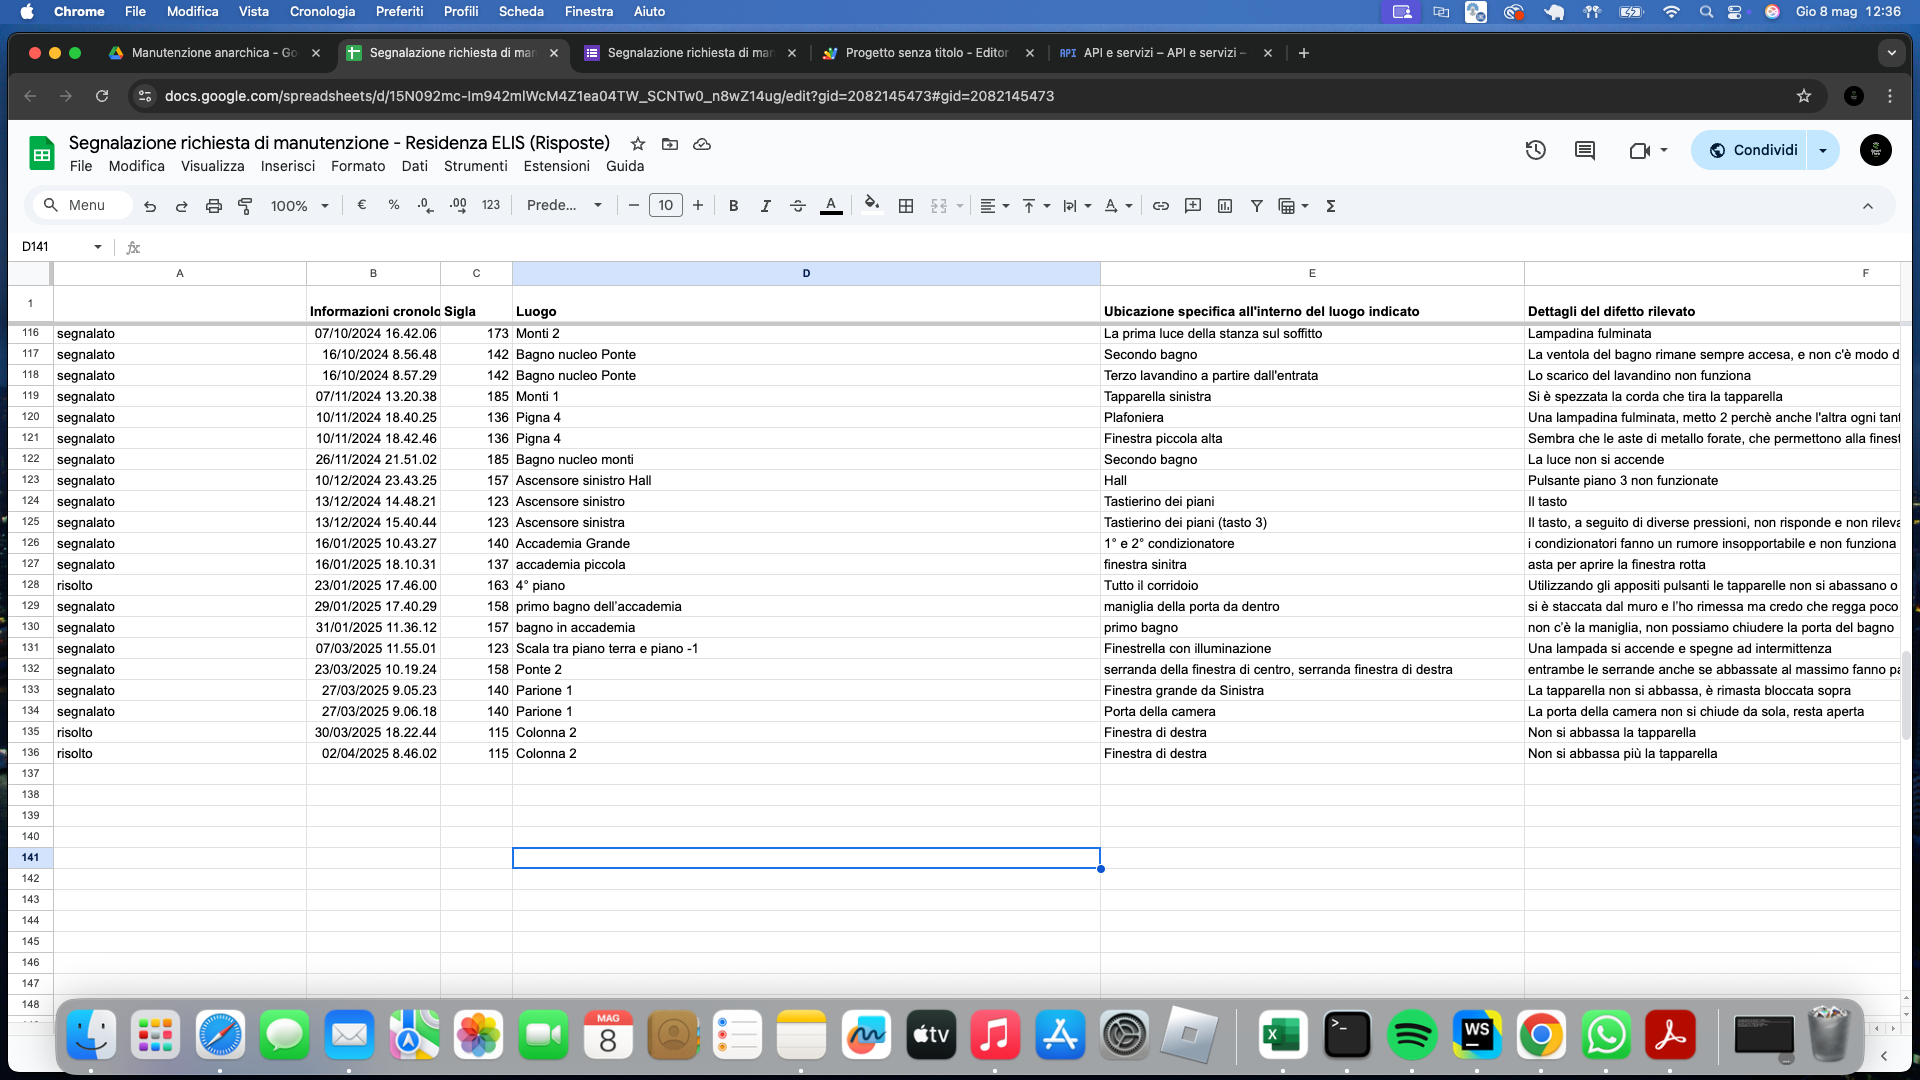 Chrome File Modifica Vista Cronologia Preferiti Profili Scheda Finestra Aiuto Gio 8 mag 12:36
Manutenzione anarchica - Go Segnalazione richiesta di man Segnalazione richiesta di man Progetto senza titolo - Editor API API e servizi – API e servizi –
docs.google.com/spreadsheets/d/15N092mc-Im942mIWcM4Z1ea04TW_SCNTw0_n8wZ14ug/edit?gid=2082145473#gid=2082145473
Segnalazione richiesta di manutenzione - Residenza ELIS (Risposte)
File Modifica Visualizza Inserisci Formato Dati Strumenti Estensioni Guida
Condividi
Menu 100% € % .0 .00 123 Prede... 10 B I A Σ
D141 fx
A B C D E F
1 Informazioni cronolo Sigla Luogo Ubicazione specifica all'interno del luogo indicato Dettagli del difetto rilevato
116 segnalato 07/10/2024 16.42.06 173 Monti 2 La prima luce della stanza sul soffitto Lampadina fulminata
117 segnalato 16/10/2024 8.56.48 142 Bagno nucleo Ponte Secondo bagno La ventola del bagno rimane sempre accesa, e non c'è modo d
118 segnalato 16/10/2024 8.57.29 142 Bagno nucleo Ponte Terzo lavandino a partire dall'entrata Lo scarico del lavandino non funziona
119 segnalato 07/11/2024 13.20.38 185 Monti 1 Tapparella sinistra Si è spezzata la corda che tira la tapparella
120 segnalato 10/11/2024 18.40.25 136 Pigna 4 Plafoniera Una lampadina fulminata, metto 2 perchè anche l'altra ogni tant
121 segnalato 10/11/2024 18.42.46 136 Pigna 4 Finestra piccola alta Sembra che le aste di metallo forate, che permettono alla finest
122 segnalato 26/11/2024 21.51.02 185 Bagno nucleo monti Secondo bagno La luce non si accende
123 segnalato 10/12/2024 23.43.25 157 Ascensore sinistro Hall Hall Pulsante piano 3 non funzionate
124 segnalato 13/12/2024 14.48.21 123 Ascensore sinistro Tastierino dei piani Il tasto
125 segnalato 13/12/2024 15.40.44 123 Ascensore sinistra Tastierino dei piani (tasto 3) Il tasto, a seguito di diverse pressioni, non risponde e non rileva
126 segnalato 16/01/2025 10.43.27 140 Accademia Grande 1° e 2° condizionatore i condizionatori fanno un rumore insopportabile e non funziona
127 segnalato 16/01/2025 18.10.31 137 accademia piccola finestra sinitra asta per aprire la finestra rotta
128 risolto 23/01/2025 17.46.00 163 4° piano Tutto il corridoio Utilizzando gli appositi pulsanti le tapparelle non si abassano o
129 segnalato 29/01/2025 17.40.29 158 primo bagno dell'accademia maniglia della porta da dentro si è staccata dal muro e l'ho rimessa ma credo che regga poco
130 segnalato 31/01/2025 11.36.12 157 bagno in accademia primo bagno non c'è la maniglia, non possiamo chiudere la porta del bagno
131 segnalato 07/03/2025 11.55.01 123 Scala tra piano terra e piano -1 Finestrella con illuminazione Una lampada si accende e spegne ad intermittenza
132 segnalato 23/03/2025 10.19.24 158 Ponte 2 serranda della finestra di centro, serranda finestra di destra entrambe le serrande anche se abbassate al massimo fanno pa
133 segnalato 27/03/2025 9.05.23 140 Parione 1 Finestra grande da Sinistra La tapparella non si abbassa, è rimasta bloccata sopra
134 segnalato 27/03/2025 9.06.18 140 Parione 1 Porta della camera La porta della camera non si chiude da sola, resta aperta
135 risolto 30/03/2025 18.22.44 115 Colonna 2 Finestra di destra Non si abbassa la tapparella
136 risolto 02/04/2025 8.46.02 115 Colonna 2 Finestra di destra Non si abbassa più la tapparella
137
138
139
140
141
142
143
144
145
146
147
148
MAG 8 tv WS